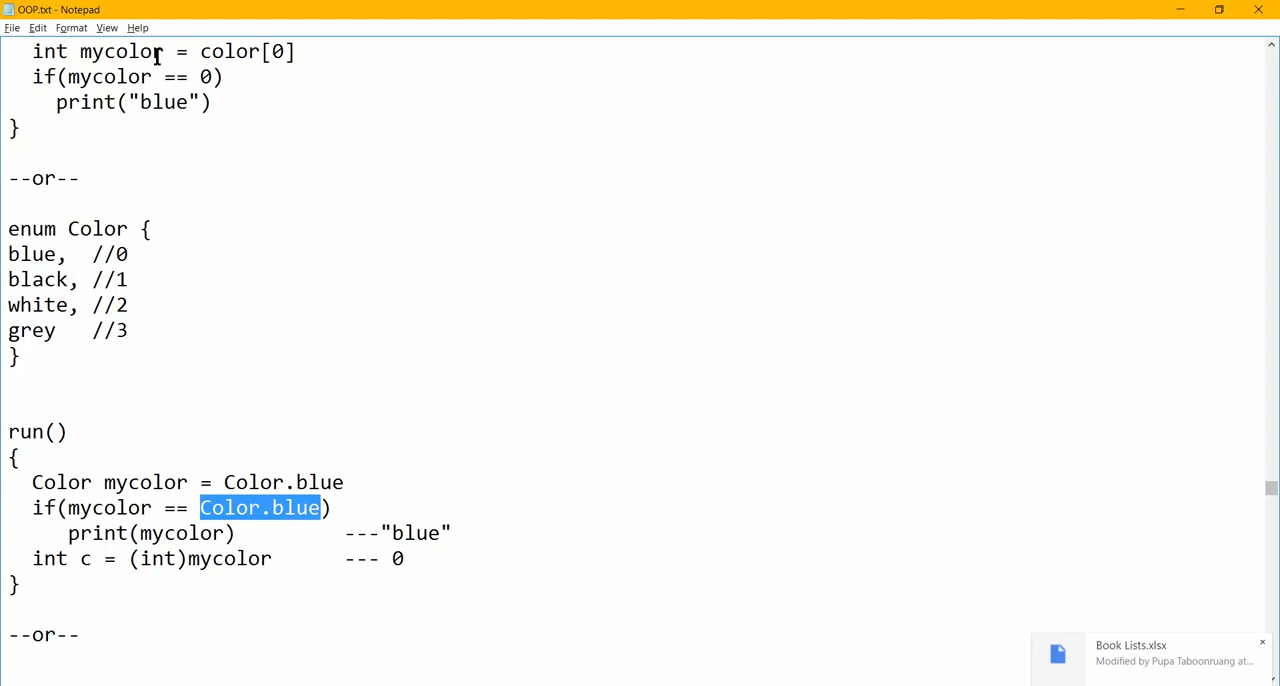 OOP.txt - Notepad
File Edit Format View Help
int mycolor = color[0]
if(mycolor == 0)
print("blue")
}
--or--
enum Color {
blue, //0
black, //1
white, //2
grey //3
}
run()
{
Color mycolor = Color.blue
if(mycolor == Color.blue)
print(mycolor) ---"blue"
int c = (int)mycolor --- 0
}
--or--
Book Lists.xlsx
Modified by Pupa Taboonruang at...